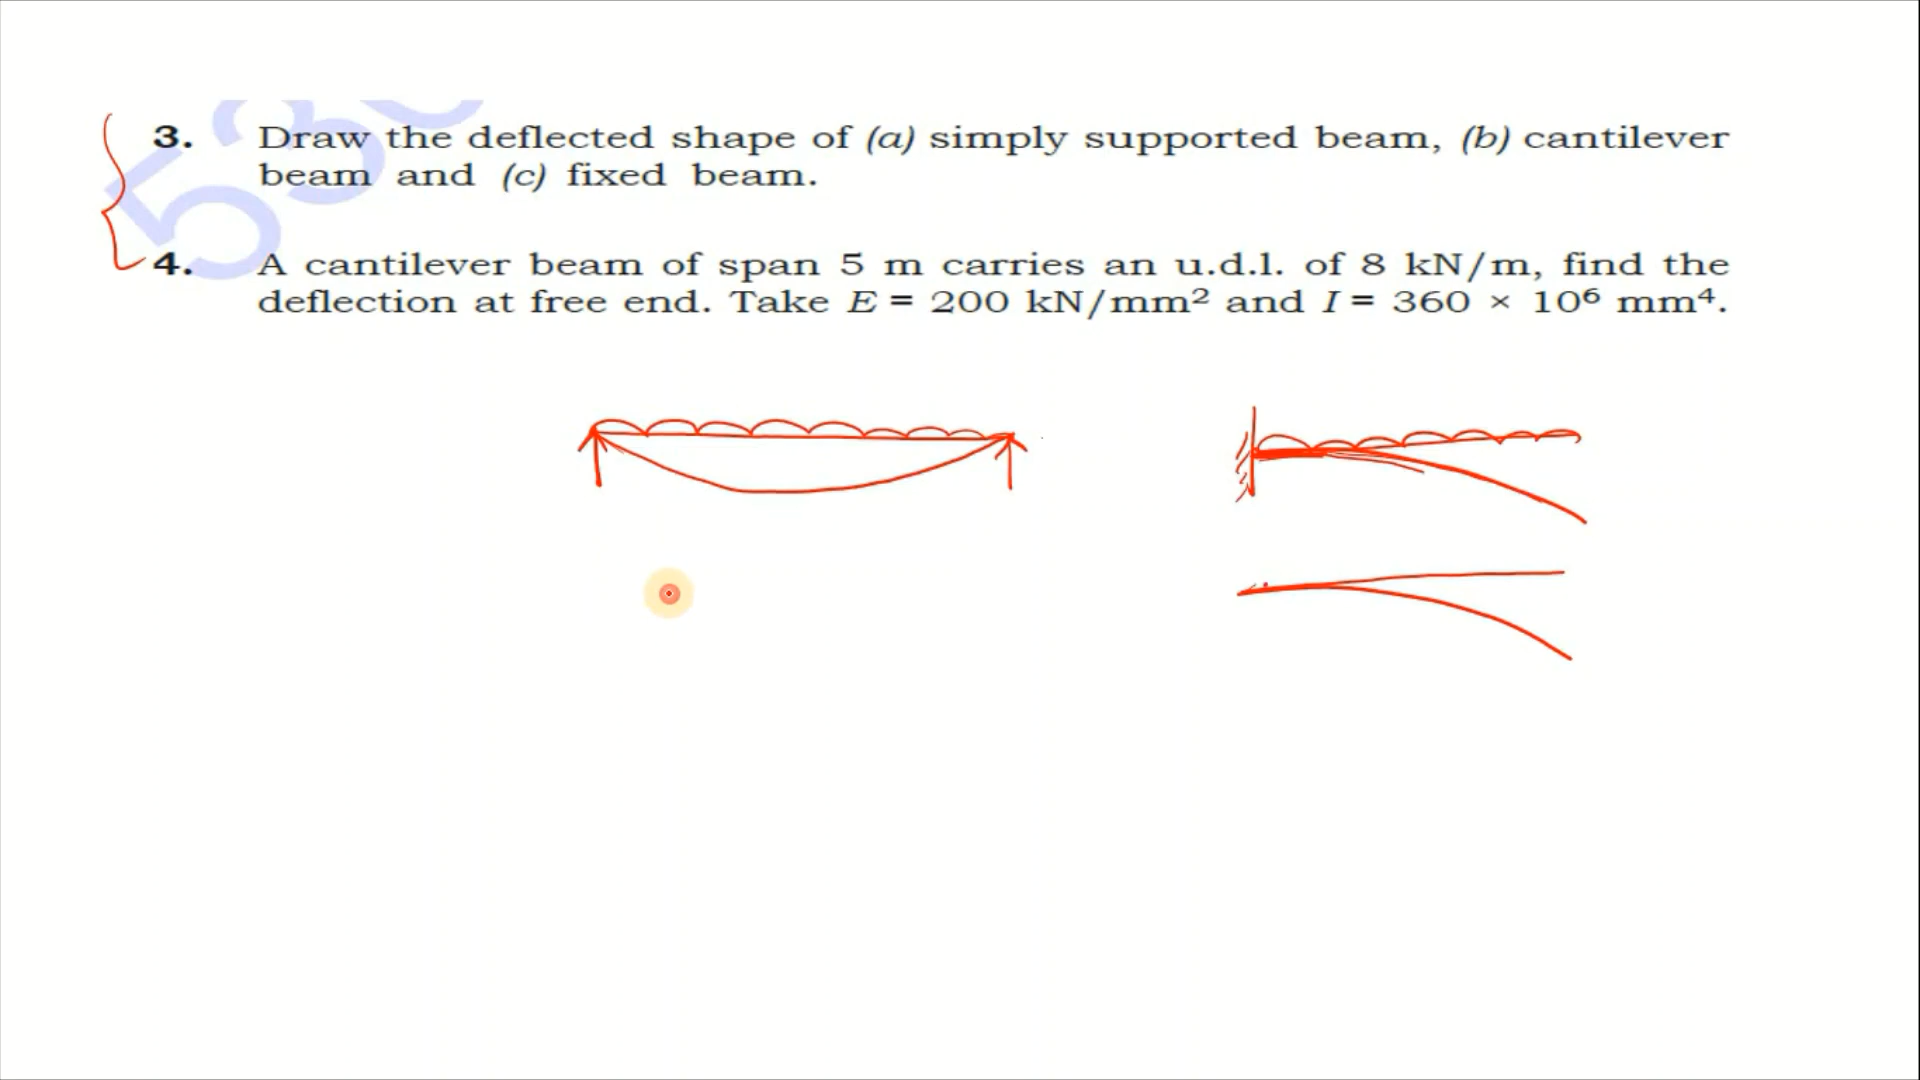 3. Draw the deflected shape of (a) simply supported beam, (b) cantilever
beam and (c) fixed beam.
4. A cantilever beam of span 5 m carries an u.d.l. of 8 kN/m, find the
deflection at free end. Take E = 200 kN/mm² and I = 360 × 10⁶ mm⁴.